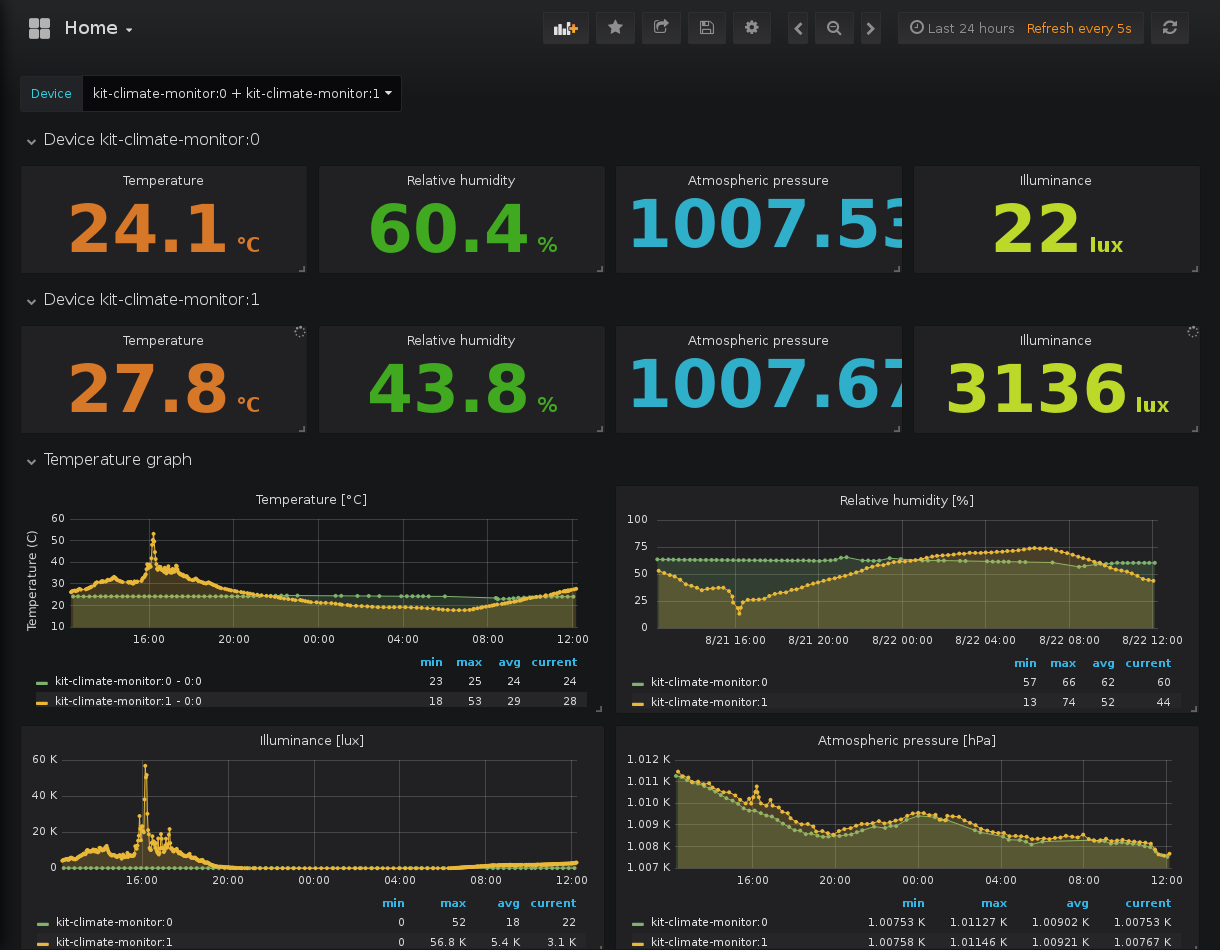 Home
Last 24 hours Refresh every 5s
Device kit-climate-monitor:0 + kit-climate-monitor:1
Device kit-climate-monitor:0
Temperature Relative humidity Atmospheric pressure Illuminance
24.1 °C 60.4 % 1007.53 22 lux
Device kit-climate-monitor:1
Temperature Relative humidity Atmospheric pressure Illuminance
27.8 °C 43.8 % 1007.67 3136 lux
Temperature graph
Temperature [°C]
Temperature (C)
60
50
40
30
20
10
16:00 20:00 00:00 04:00 08:00 12:00
min max avg current
kit-climate-monitor:0 - 0:0 23 25 24 24
kit-climate-monitor:1 - 0:0 18 53 29 28
Relative humidity [%]
100
75
50
25
0
8/21 16:00 8/21 20:00 8/22 00:00 8/22 04:00 8/22 08:00 8/22 12:00
min max avg current
kit-climate-monitor:0 57 66 62 60
kit-climate-monitor:1 13 74 52 44
Illuminance [lux]
60 K
40 K
20 K
0
16:00 20:00 00:00 04:00 08:00 12:00
min max avg current
kit-climate-monitor:0 0 52 18 22
kit-climate-monitor:1 0 56.8 K 5.4 K 3.1 K
Atmospheric pressure [hPa]
1.012 K
1.011 K
1.010 K
1.009 K
1.008 K
1.007 K
16:00 20:00 00:00 04:00 08:00 12:00
min max avg current
kit-climate-monitor:0 1.00753 K 1.01127 K 1.00902 K 1.00753 K
kit-climate-monitor:1 1.00758 K 1.01146 K 1.00921 K 1.00767 K